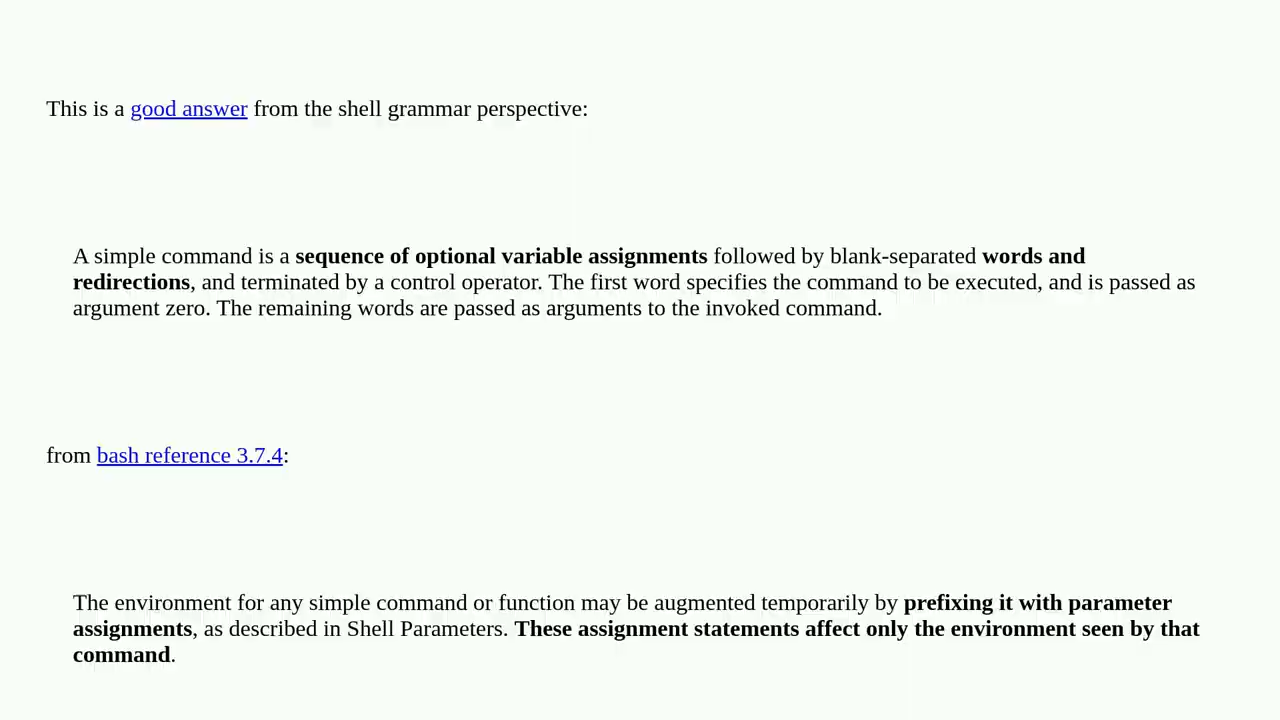 This is a good answer from the shell grammar perspective:
A simple command is a sequence of optional variable assignments followed by blank-separated words and
redirections, and terminated by a control operator. The first word specifies the command to be executed, and is passed as
argument zero. The remaining words are passed as arguments to the invoked command.
from bash reference 3.7.4:
The environment for any simple command or function may be augmented temporarily by prefixing it with parameter
assignments, as described in Shell Parameters. These assignment statements affect only the environment seen by that
command.